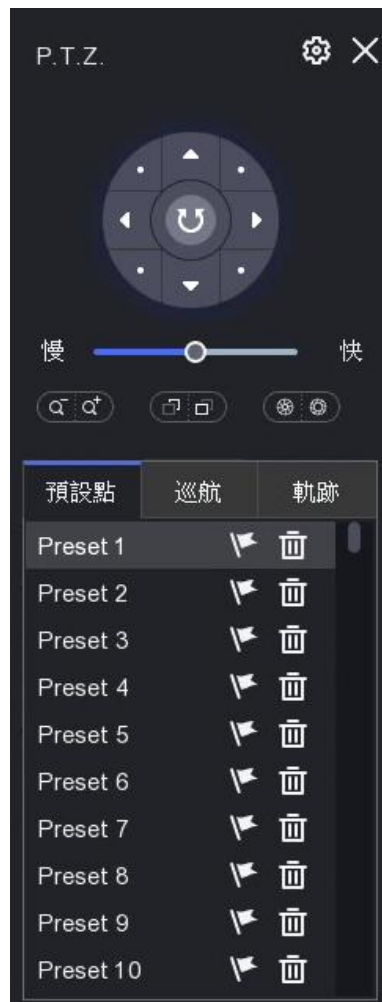 P.T.Z.
慢 快
預設點 巡航 軌跡
Preset 1
Preset 2
Preset 3
Preset 4
Preset 5
Preset 6
Preset 7
Preset 8
Preset 9
Preset 10